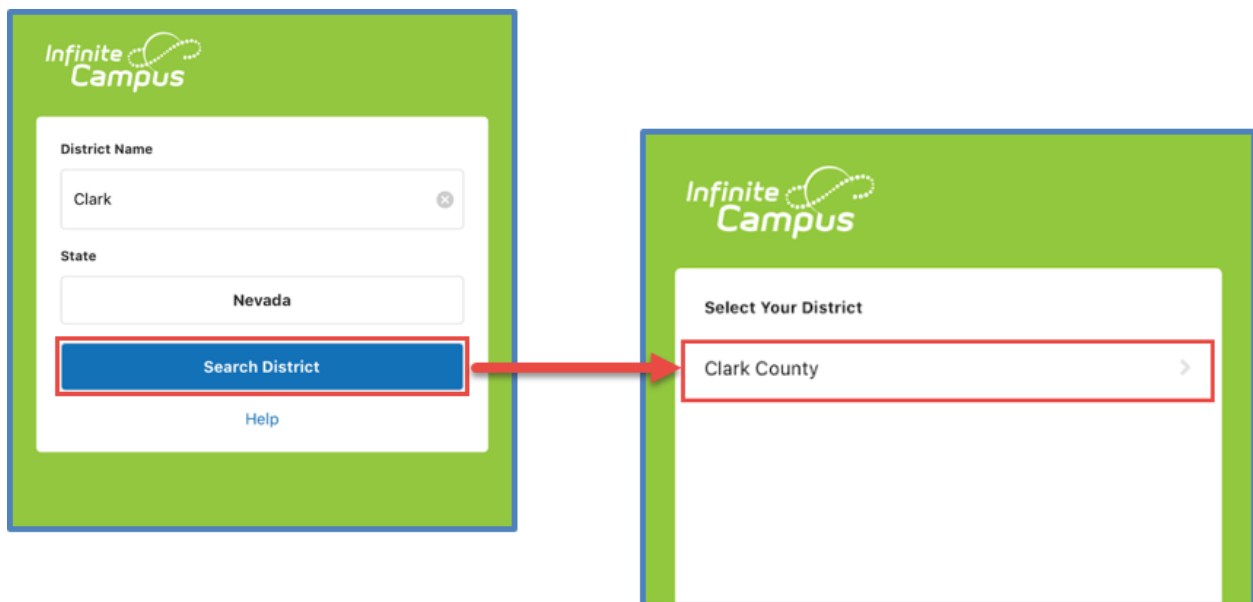 Infinite
Campus
District Name
Clark
State
Nevada
Search District
Help
Infinite
Campus
Select Your District
Clark County